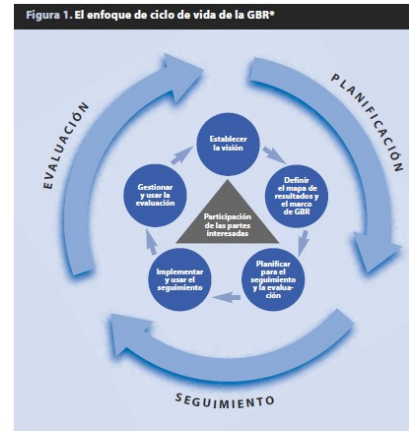 Figura 1. El enfoque de ciclo de vida de la GBR*
EVALUACIÓN
PLANIFICACIÓN
Establecer
la visión
Gestionar
y usar la
evaluación
Definir
el mapa de
resultados y
el marco
de GBR
Participación
de las partes
interesadas
Implementar
y usar el
seguimiento
Planificar
para el
seguimiento
y la evalua-
ción
SEGUIMIENTO